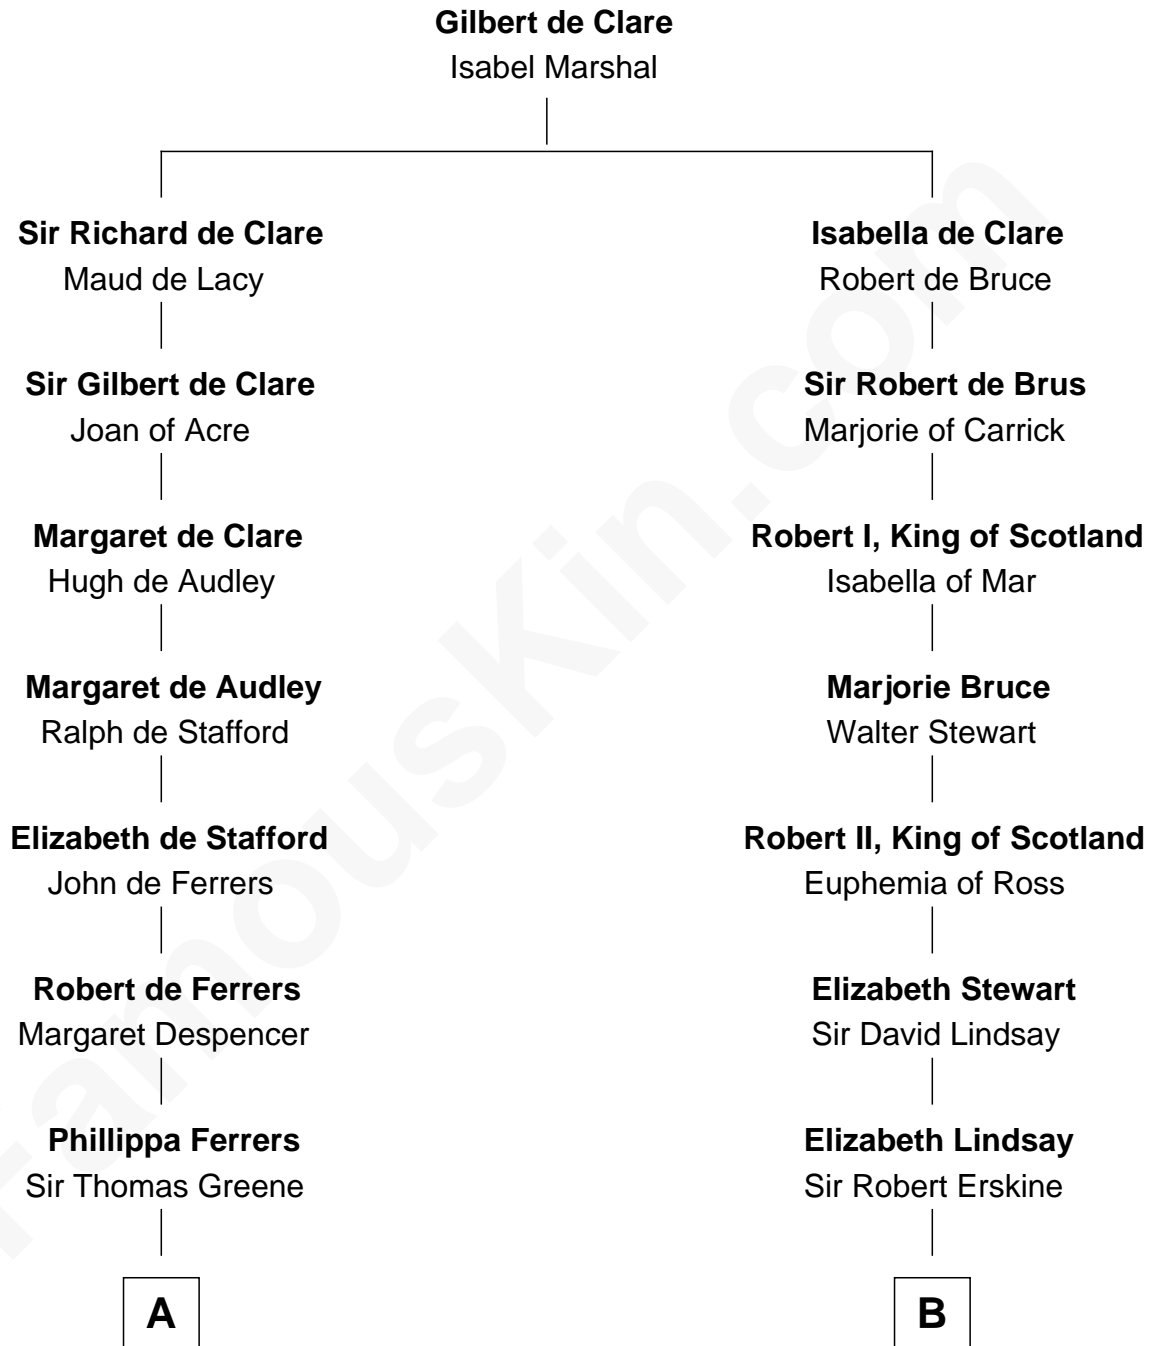 Gilbert de Clare
Isabel Marshal
Sir Richard de Clare
Maud de Lacy
Isabella de Clare
Robert de Bruce
Sir Gilbert de Clare
Joan of Acre
Sir Robert de Brus
Marjorie of Carrick
Margaret de Clare
Hugh de Audley
Robert I, King of Scotland
Isabella of Mar
Margaret de Audley
Ralph de Stafford
Marjorie Bruce
Walter Stewart
Elizabeth de Stafford
John de Ferrers
Robert II, King of Scotland
Euphemia of Ross
Robert de Ferrers
Margaret Despencer
Elizabeth Stewart
Sir David Lindsay
Phillippa Ferrers
Sir Thomas Greene
Elizabeth Lindsay
Sir Robert Erskine
A
B
FamousKin.com